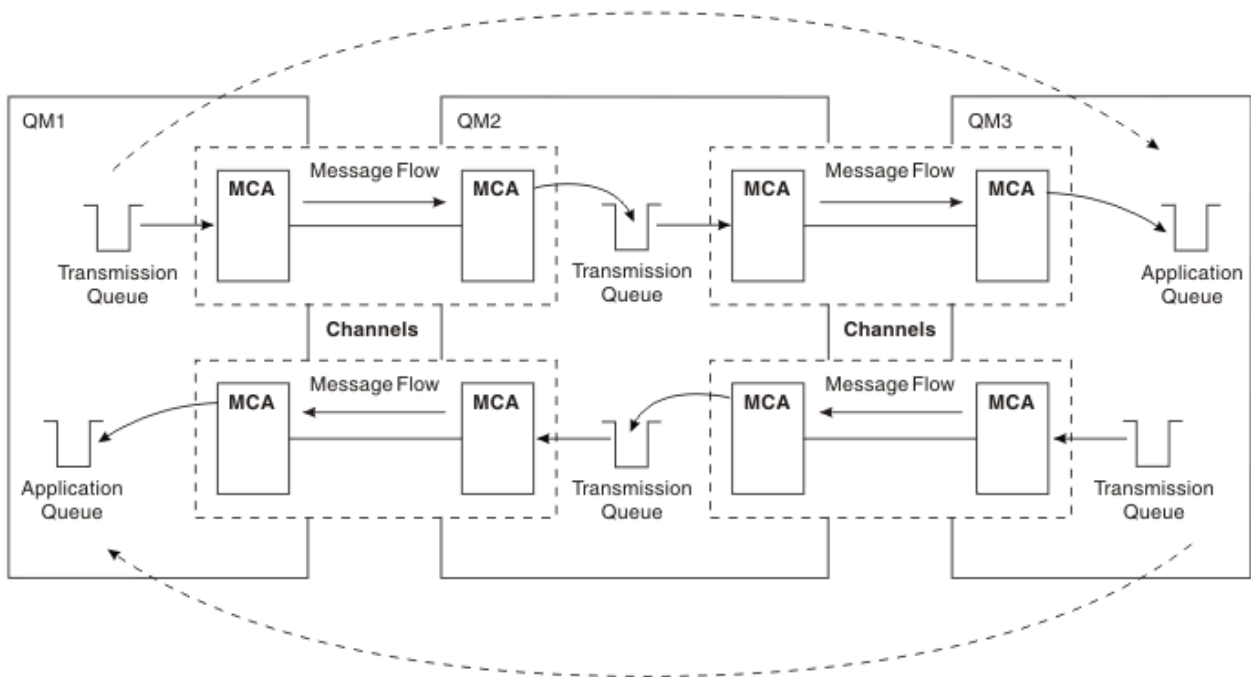 QM1
QM2
QM3
Message Flow
Message Flow
MCA
MCA
MCA
MCA
Transmission
Queue
Transmission
Queue
Application
Queue
Channels
Channels
Message Flow
Message Flow
MCA
MCA
MCA
MCA
Application
Queue
Transmission
Queue
Transmission
Queue